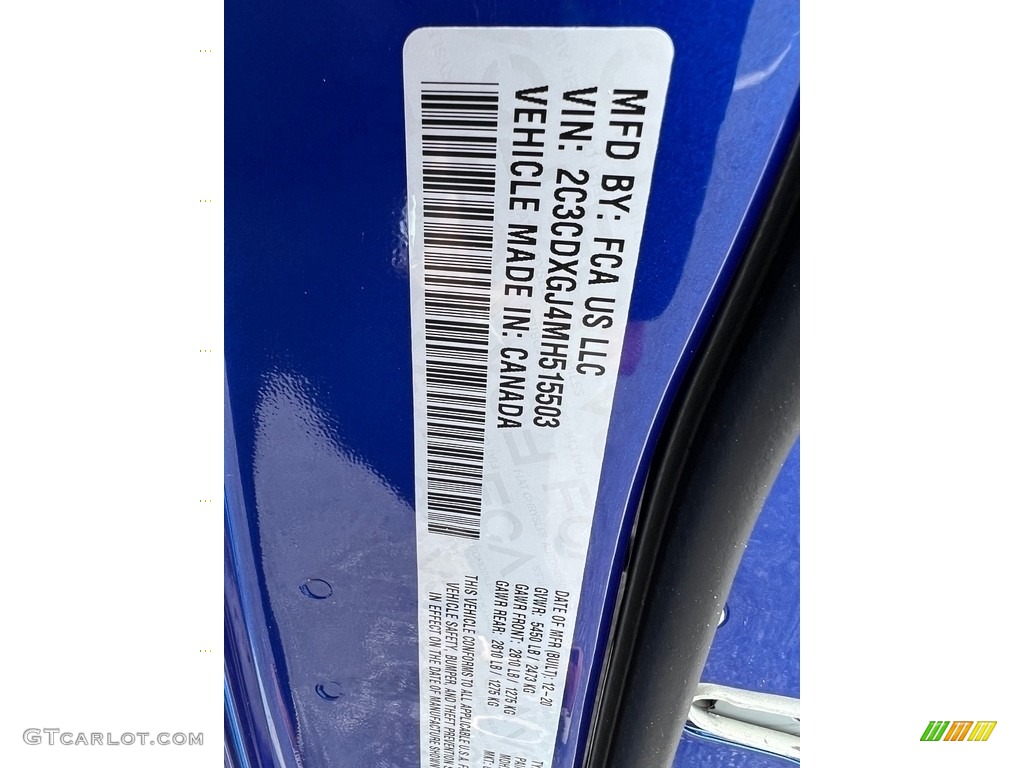 MFD BY: FCA US LLC
VIN: 2C3CDXGJ4MH515503
VEHICLE MADE IN: CANADA
DATE OF MFR (BUILT): 12-20
GVWR: 5450 LB / 2473 KG
GAWR FRONT: 2810 LB / 1275 KG
GAWR REAR: 2810 LB / 1275 KG
THIS VEHICLE CONFORMS TO ALL APPLICABLE U.S.A.
VEHICLE SAFETY, BUMPER, AND THEFT PREVENTION
IN EFFECT ON THE DATE OF MANUFACTURE SHOWN
GTCARLOT.COM